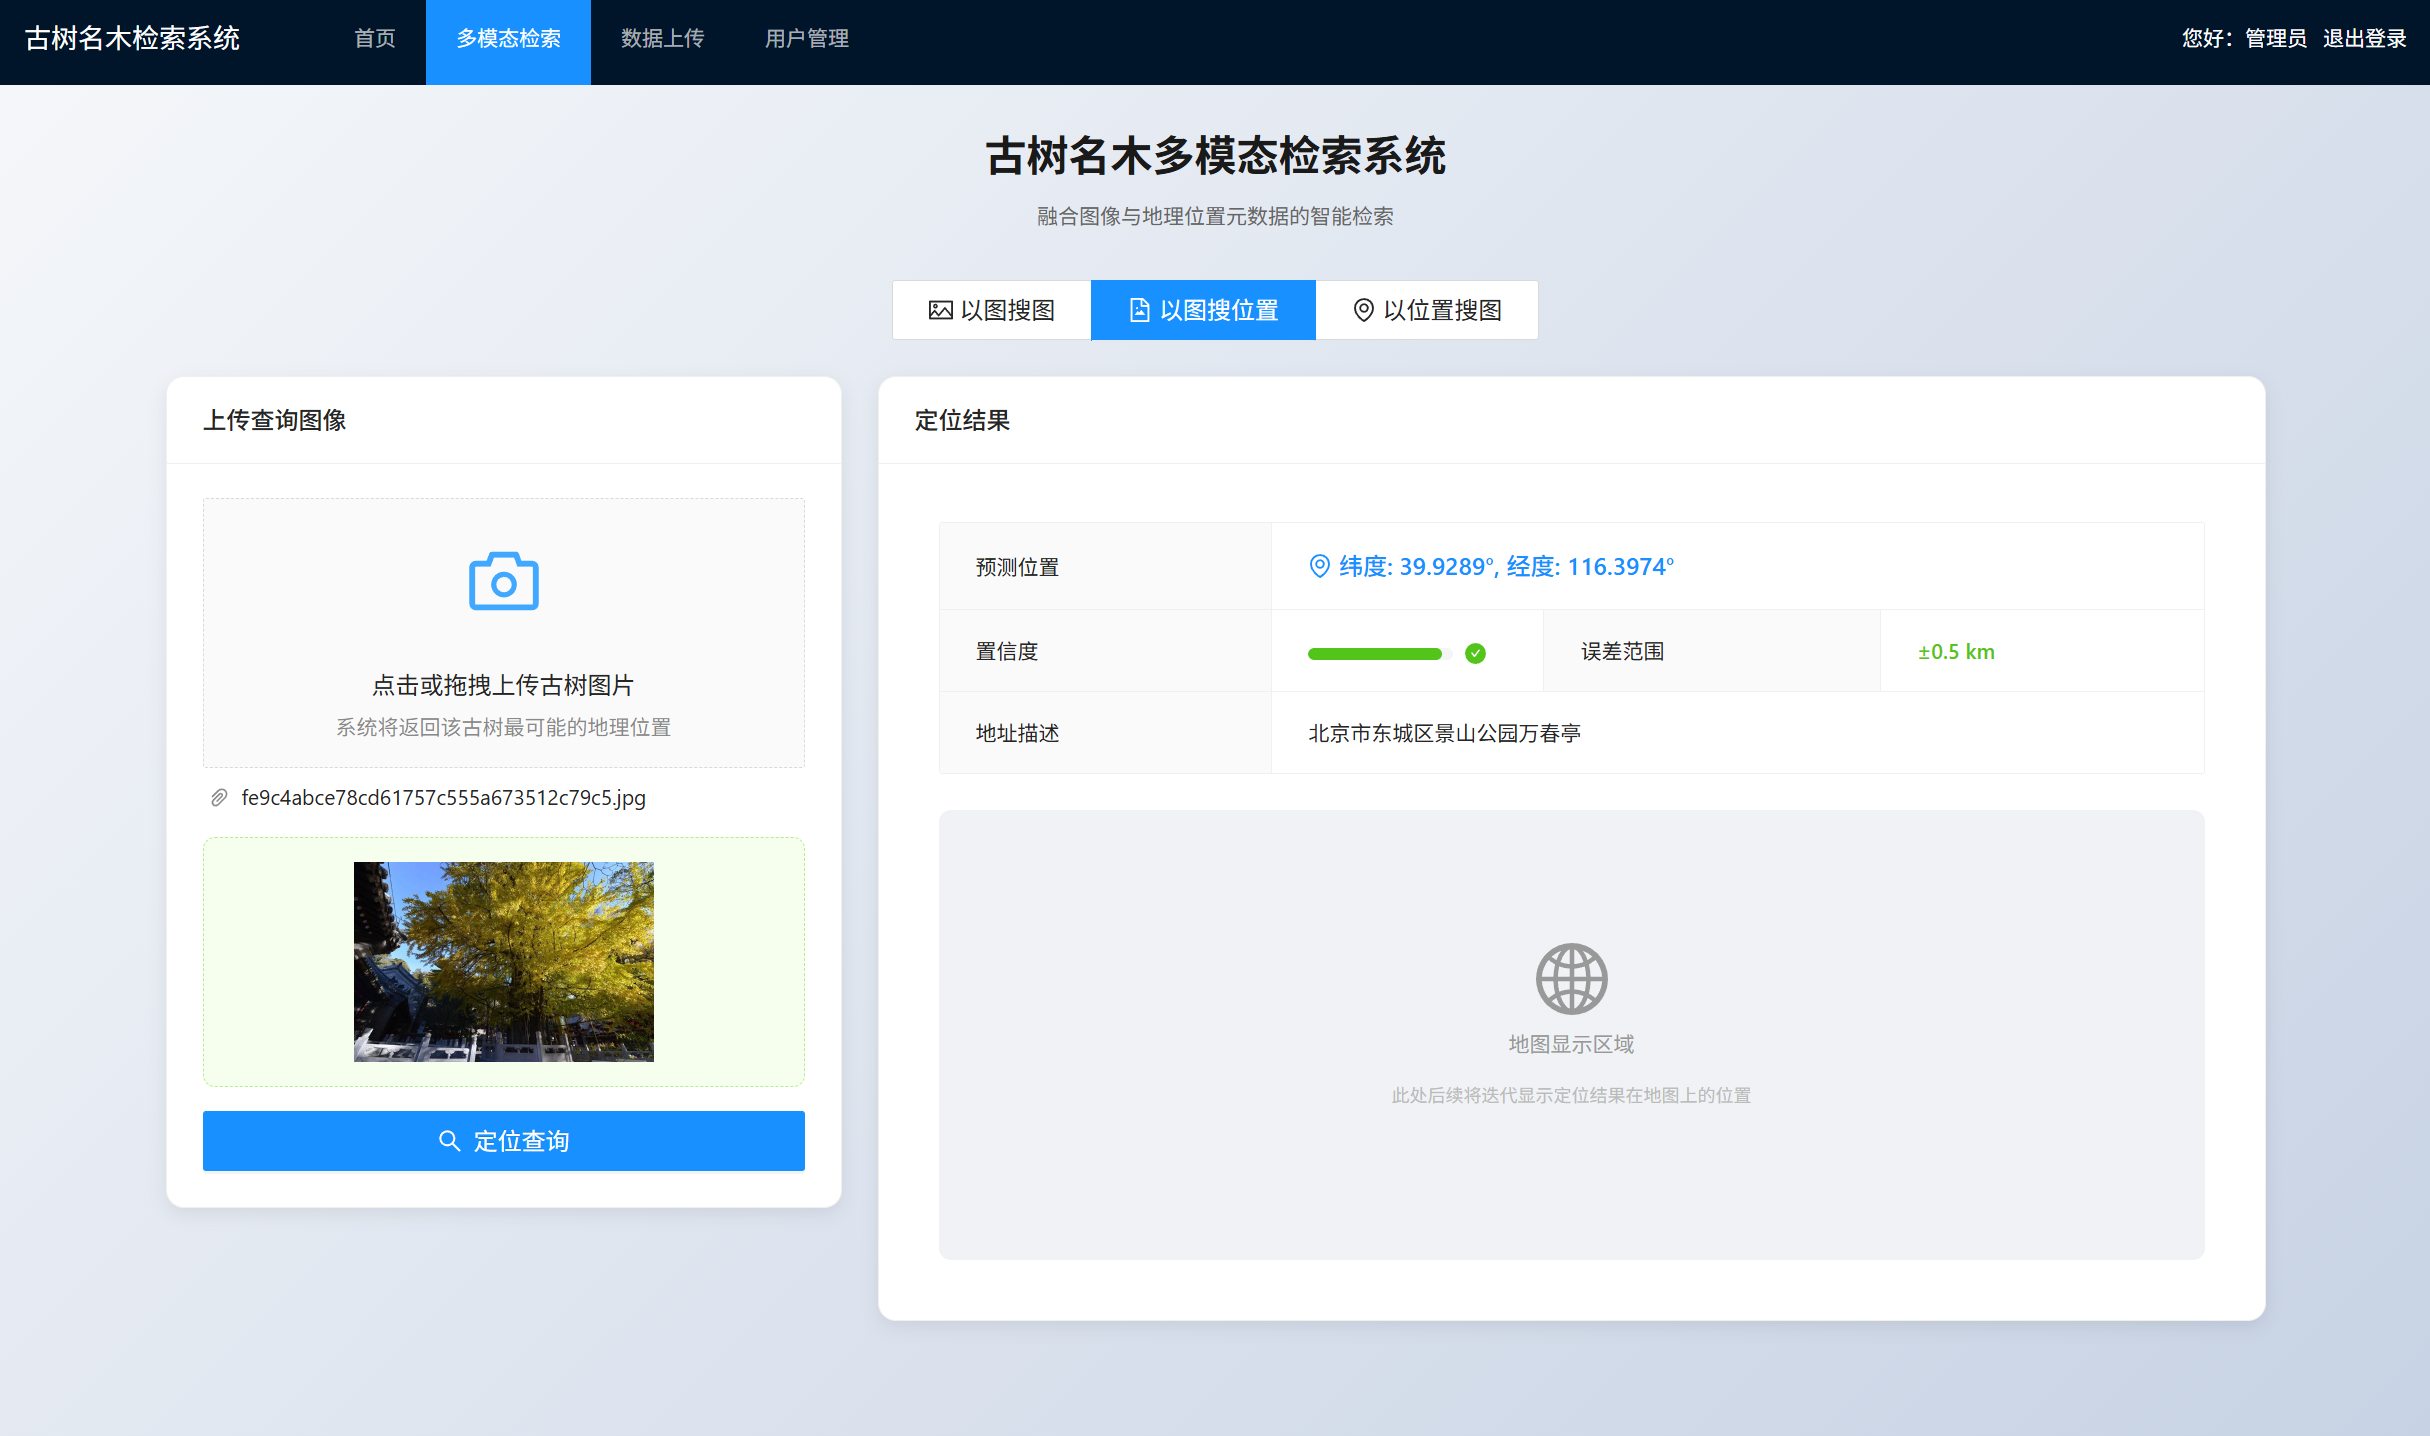 古树名木检索系统
首页
多模态检索
数据上传
用户管理
您好：管理员 退出登录
古树名木多模态检索系统
融合图像与地理位置元数据的智能检索
以图搜图
以图搜位置
以位置搜图
上传查询图像
点击或拖拽上传古树图片
系统将返回该古树最可能的地理位置
fe9c4abce78cd61757c555a673512c79c5.jpg
定位查询
定位结果
预测位置
纬度: 39.9289°, 经度: 116.3974°
置信度
误差范围
±0.5 km
地址描述
北京市东城区景山公园万春亭
地图显示区域
此处后续将迭代显示定位结果在地图上的位置